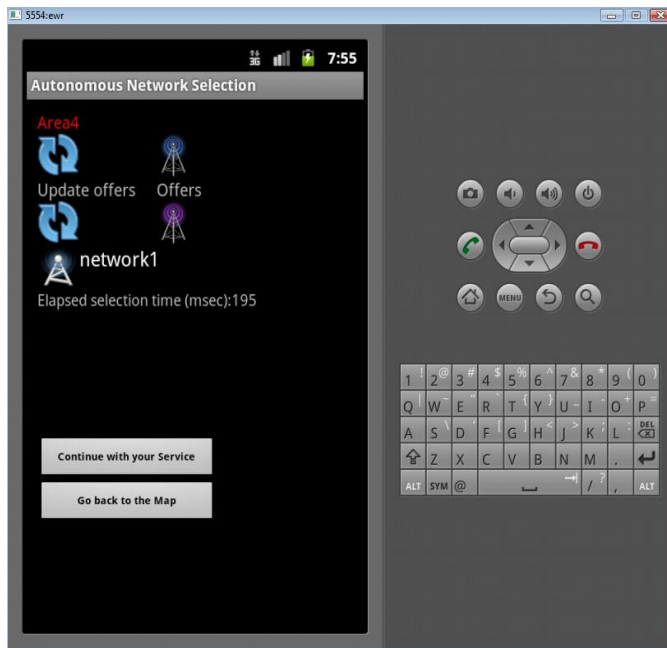 5554:ewr
3G 7:55
Autonomous Network Selection
Area4
Update offers Offers
network1
Elapsed selection time (msec):195
Continue with your Service
Go back to the Map
MENU
1 ! 2 @ 3 # 4 $ 5 % 6 ^ 7 & 8 * 9 ( 0 )
Q | W ~ E " R ` T { Y } U _ I - O + P =
A S \ D ' F [ G ] H < J > K ; L : DEL
Z X C V B N M .
ALT SYM @ / ? , ALT